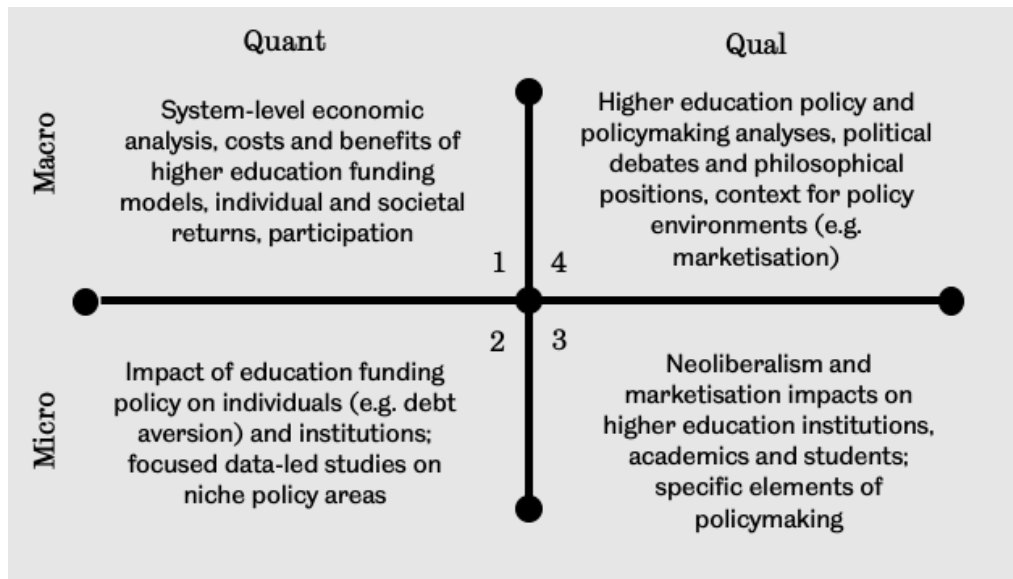 Quant
Qual
Macro
System-level economic
analysis, costs and benefits of
higher education funding
models, individual and societal
returns, participation
Higher education policy and
policymaking analyses, political
debates and philosophical
positions, context for policy
environments (e.g.
marketisation)
1
4
2
3
Micro
Impact of education funding
policy on individuals (e.g. debt
aversion) and institutions;
focused data-led studies on
niche policy areas
Neoliberalism and
marketisation impacts on
higher education institutions,
academics and students;
specific elements of
policymaking